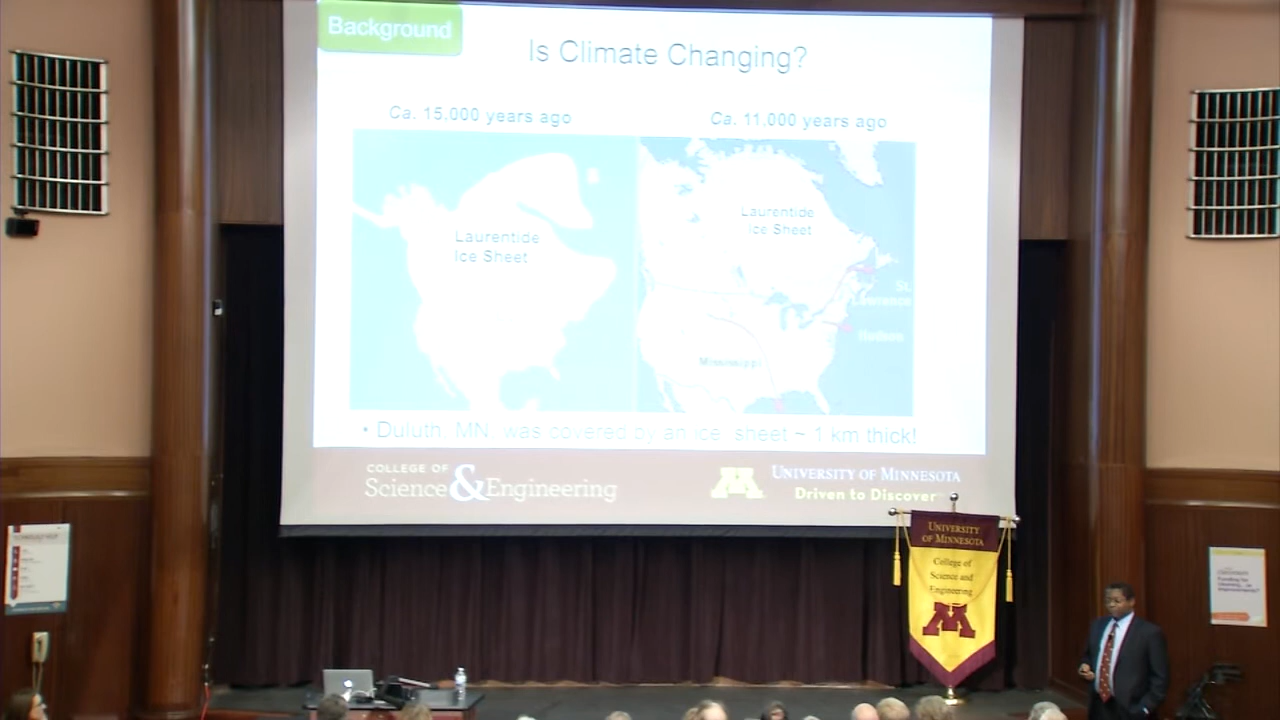 Background
Is Climate Changing?
Ca. 15,000 years ago
Ca. 11,000 years ago
Laurentide
Ice Sheet
Laurentide
Ice Sheet
St.
Lawrence
Hudson
Mississippi
• Duluth, MN, was covered by an ice sheet ~ 1 km thick!
COLLEGE OF
Science & Engineering
M
UNIVERSITY OF MINNESOTA
Driven to Discover
UNIVERSITY
OF MINNESOTA
College of
Science and
Engineering
M